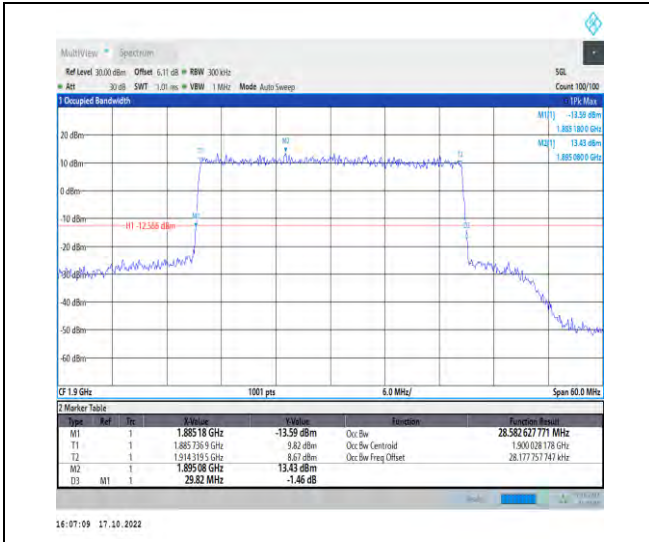 MultiView Spectrum
Ref Level 30.00 dBm Offset 6.11 dB RBW 300 kHz SGL
Att 30 dB SWT 1.01 ms VBW 1 MHz Mode Auto Sweep Count 100/100
1 Occupied Bandwidth 1Pk Max
M1[1] -13.59 dBm
1.885 180 0 GHz
M2[1] 13.43 dBm
1.895 080 0 GHz
20 dBm
M2
T1 T2
10 dBm
0 dBm
-10 dBm
M1
H1 -12.566 dBm
D3
-20 dBm
-30 dBm
-40 dBm
-50 dBm
-60 dBm
CF 1.9 GHz 1001 pts 6.0 MHz/ Span 60.0 MHz
2 Marker Table
Type Ref Trc X-Value Y-Value Function Function Result
M1 1 1.88518 GHz -13.59 dBm Occ Bw 28.582 627 771 MHz
T1 1 1.885 736 9 GHz 9.82 dBm Occ Bw Centroid 1.900 028 178 GHz
T2 1 1.914 319 5 GHz 8.67 dBm Occ Bw Freq Offset 28.177 757 747 kHz
M2 1 1.89508 GHz 13.43 dBm
D3 M1 1 29.82 MHz -1.46 dB
16:07:09 17.10.2022